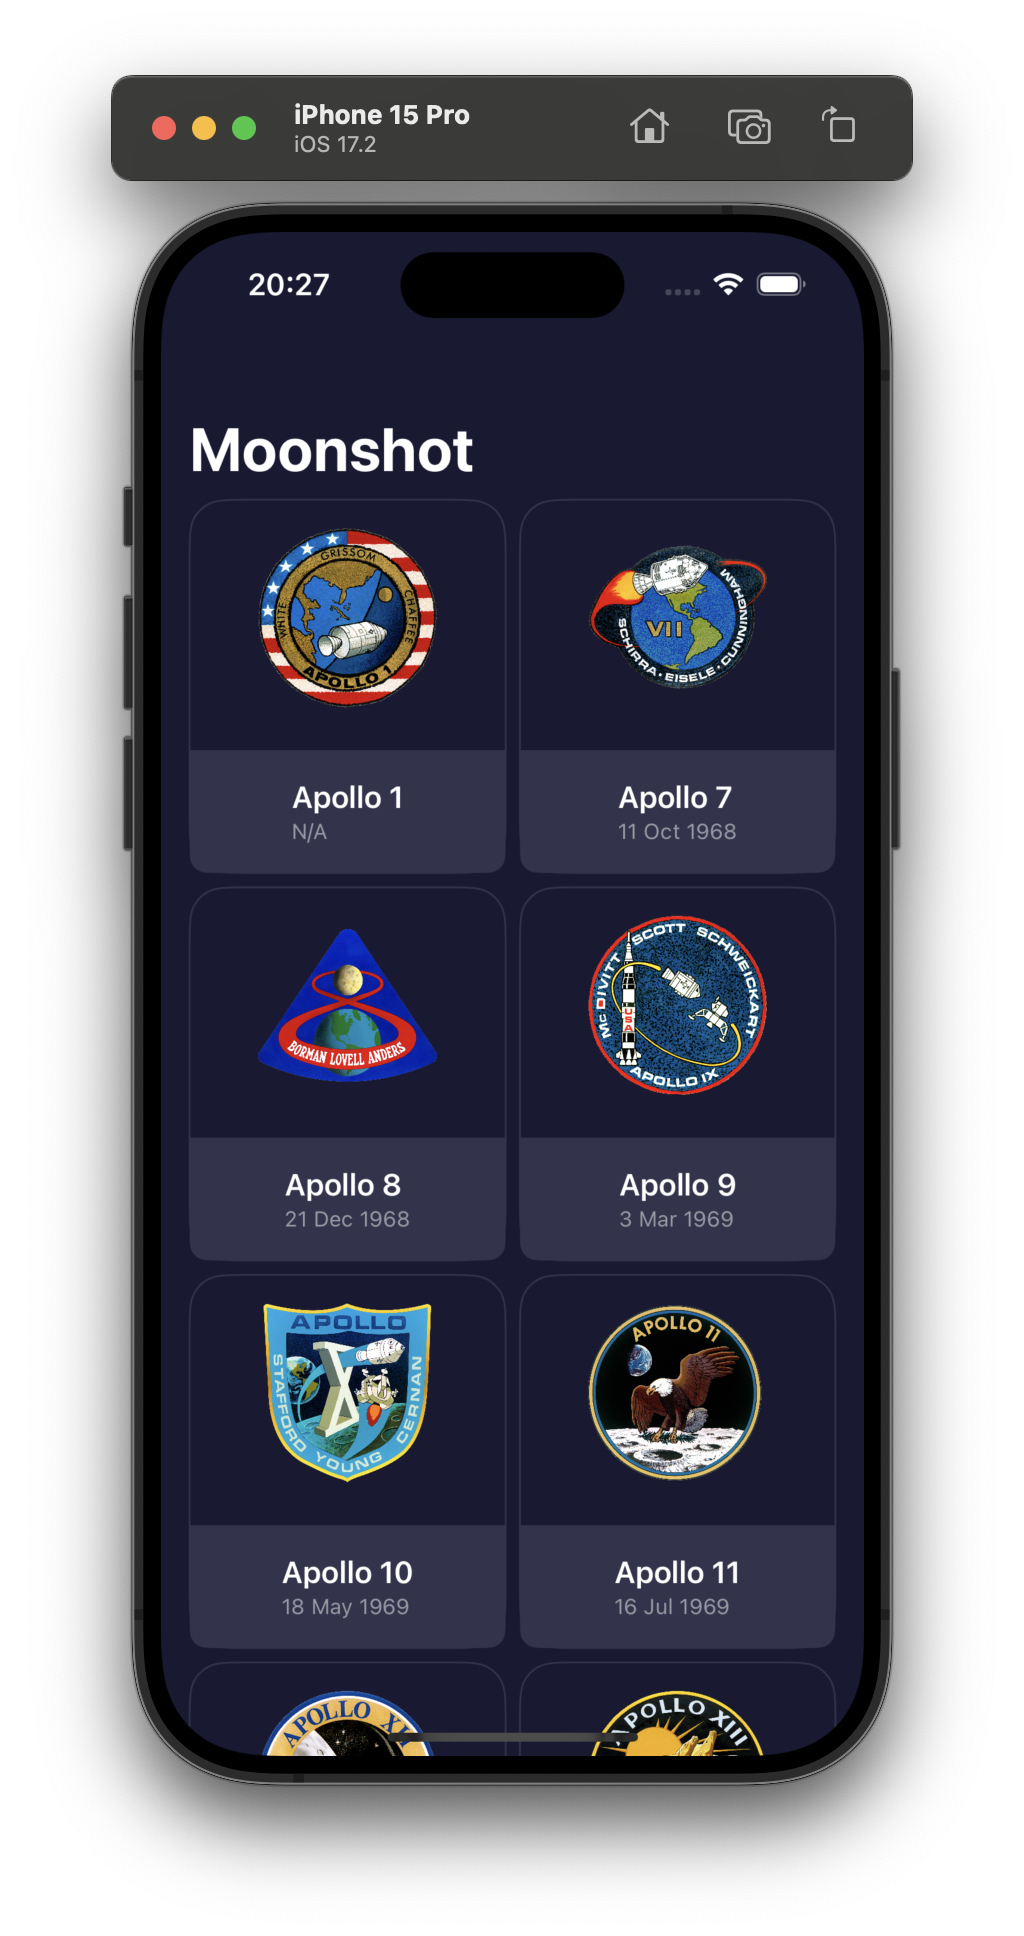 iPhone 15 Pro
iOS 17.2
20:27
Moonshot
GRISSOM
WHITE
CHAFFEE
APOLLO 1
VII
SCHIRRA • EISELE • CUNNINGHAM
Apollo 1
N/A
Apollo 7
11 Oct 1968
BORMAN LOVELL ANDERS
McDIVITT SCOTT SCHWEICKART
USA
APOLLO IX
Apollo 8
21 Dec 1968
Apollo 9
3 Mar 1969
APOLLO
STAFFORD YOUNG CERNAN
APOLLO 11
Apollo 10
18 May 1969
Apollo 11
16 Jul 1969
APOLLO
APOLLO XIII